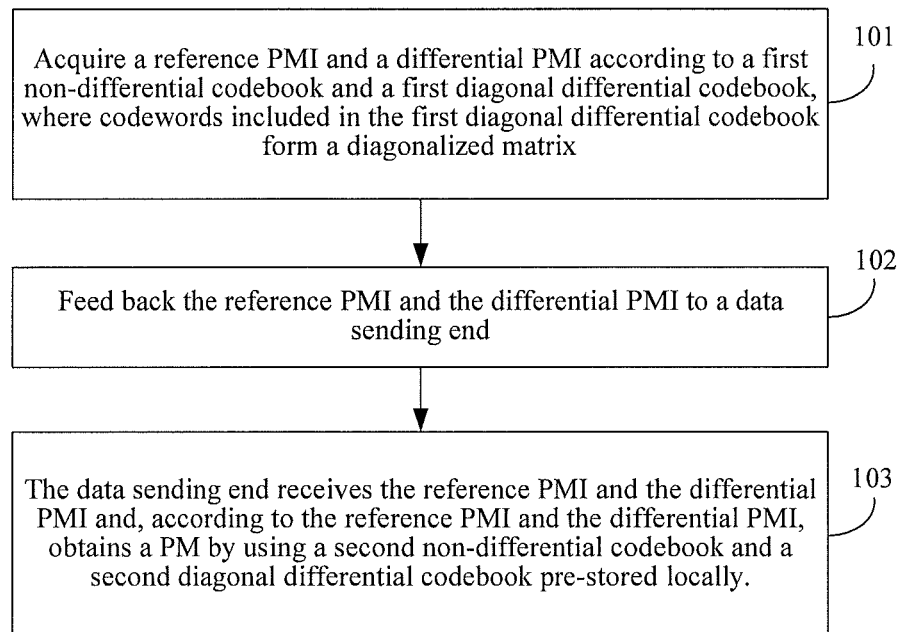 Acquire a reference PMI and a differential PMI according to a first
non-differential codebook and a first diagonal differential codebook,
where codewords included in the first diagonal differential codebook
form a diagonalized matrix
101
Feed back the reference PMI and the differential PMI to a data
sending end
102
The data sending end receives the reference PMI and the differential
PMI and, according to the reference PMI and the differential PMI,
obtains a PM by using a second non-differential codebook and a
second diagonal differential codebook pre-stored locally.
103